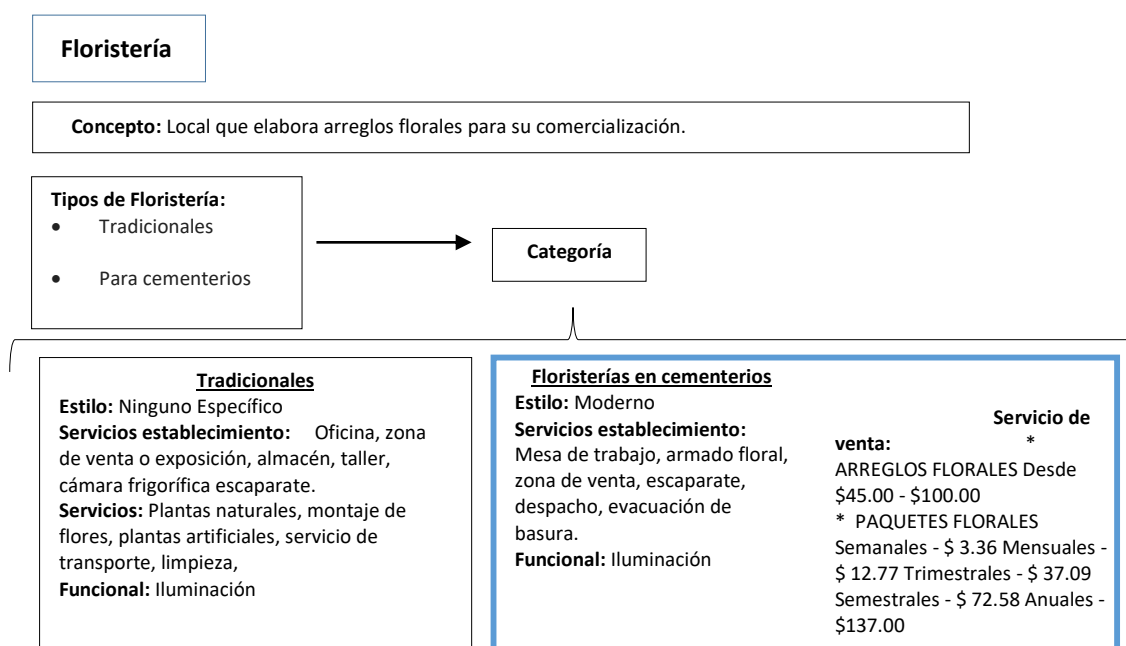 Floristería
Concepto: Local que elabora arreglos florales para su comercialización.
Tipos de Floristería:
• Tradicionales
• Para cementerios
Categoría
Tradicionales
Estilo: Ninguno Específico
Servicios establecimiento: Oficina, zona
de venta o exposición, almacén, taller,
cámara frigorífica escaparate.
Servicios: Plantas naturales, montaje de
flores, plantas artificiales, servicio de
transporte, limpieza,
Funcional: Iluminación
Floristerías en cementerios
Estilo: Moderno
Servicios establecimiento:
Mesa de trabajo, armado floral,
zona de venta, escaparate,
despacho, evacuación de
basura.
Funcional: Iluminación
Servicio de
venta: *
ARREGLOS FLORALES Desde
$45.00 - $100.00
* PAQUETES FLORALES
Semanales - $ 3.36 Mensuales -
$ 12.77 Trimestrales - $ 37.09
Semestrales - $ 72.58 Anuales -
$137.00